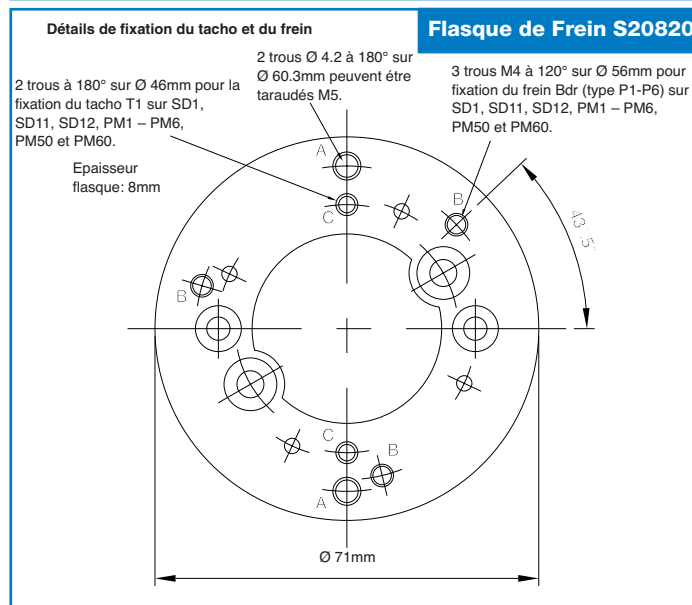 Détails de fixation du tacho et du frein
Flasque de Frein S20820
2 trous Ø 4.2 à 180° sur
Ø 60.3mm peuvent étre
taraudés M5.
2 trous à 180° sur Ø 46mm pour la
fixation du tacho T1 sur SD1,
SD11, SD12, PM1 – PM6,
PM50 et PM60.
3 trous M4 à 120° sur Ø 56mm pour
fixation du frein Bdr (type P1-P6) sur
SD1, SD11, SD12, PM1 – PM6,
PM50 et PM60.
Epaisseur
flasque: 8mm
A
C
B
43.5°
B
C
B
A
Ø 71mm